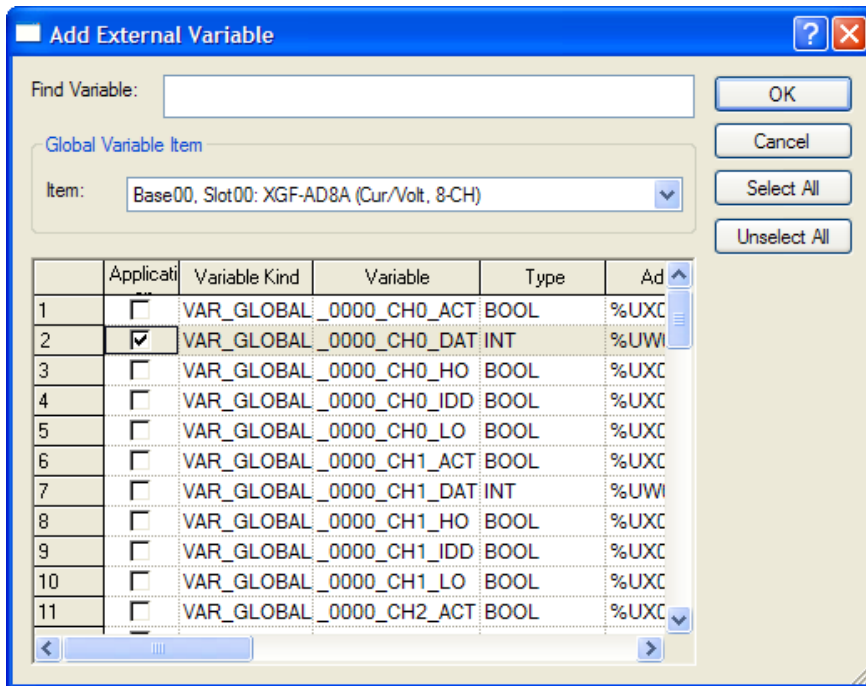 Add External Variable
Find Variable:
OK
Cancel
Select All
Unselect All
Global Variable Item
Item: Base00, Slot00: XGF-AD8A (Cur/Volt, 8-CH)
Applicati Variable Kind Variable Type Ad
1 VAR_GLOBAL _0000_CH0_ACT BOOL %UX0
2 VAR_GLOBAL _0000_CH0_DAT INT %UW
3 VAR_GLOBAL _0000_CH0_HO BOOL %UX0
4 VAR_GLOBAL _0000_CH0_IDD BOOL %UX0
5 VAR_GLOBAL _0000_CH0_LO BOOL %UX0
6 VAR_GLOBAL _0000_CH1_ACT BOOL %UX0
7 VAR_GLOBAL _0000_CH1_DAT INT %UW
8 VAR_GLOBAL _0000_CH1_HO BOOL %UX0
9 VAR_GLOBAL _0000_CH1_IDD BOOL %UX0
10 VAR_GLOBAL _0000_CH1_LO BOOL %UX0
11 VAR_GLOBAL _0000_CH2_ACT BOOL %UX0